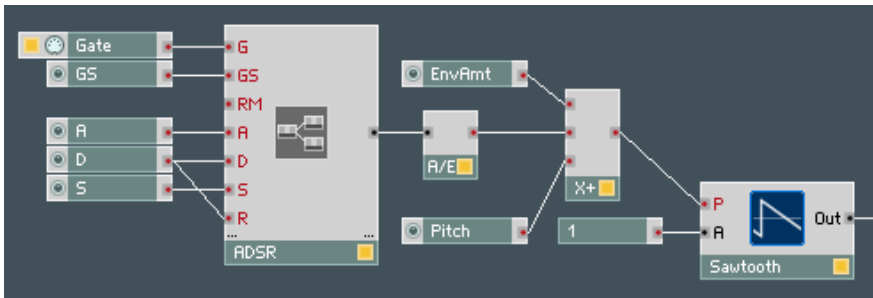 Gate
GS
A
D
S
G
GS
RM
A
D
S
R
...
...
ADSR
EnvAmt
A/E
X+
Pitch
1
P
A
Out
Sawtooth